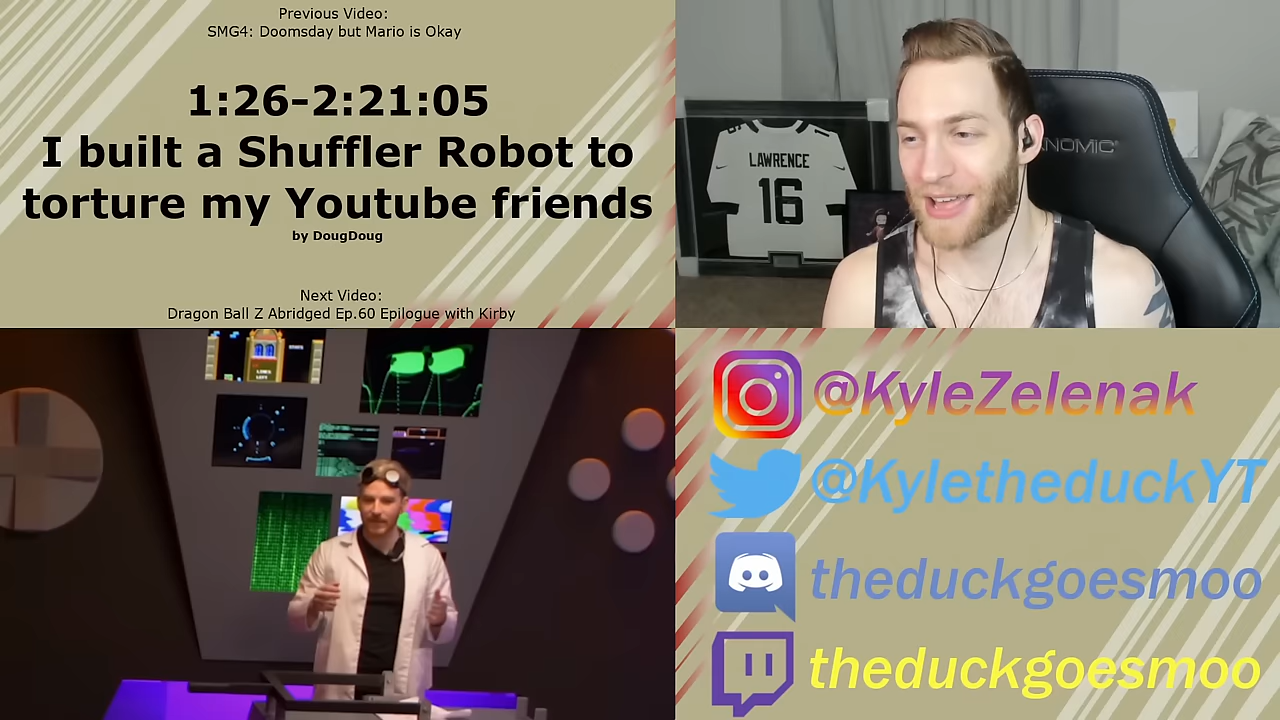 Previous Video:
SMG4: Doomsday but Mario is Okay
1:26-2:21:05
I built a Shuffler Robot to
torture my Youtube friends
by DougDoug
Next Video:
Dragon Ball Z Abridged Ep.60 Epilogue with Kirby
LAWRENCE
16
NOMIC
@KyleZelenak
@KyletheduckYT
theduckgoesmoo
theduckgoesmoo